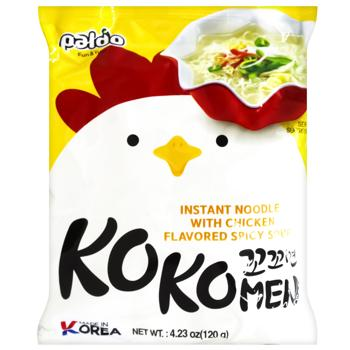 Paldo
Fun &
INSTANT NOODLE
WITH CHICKEN
FLAVORED SPICY SOUP
KOKO
꼬꼬면
MEN
MADE IN
KOREA
NET WT. : 4.23 oz(120 g)